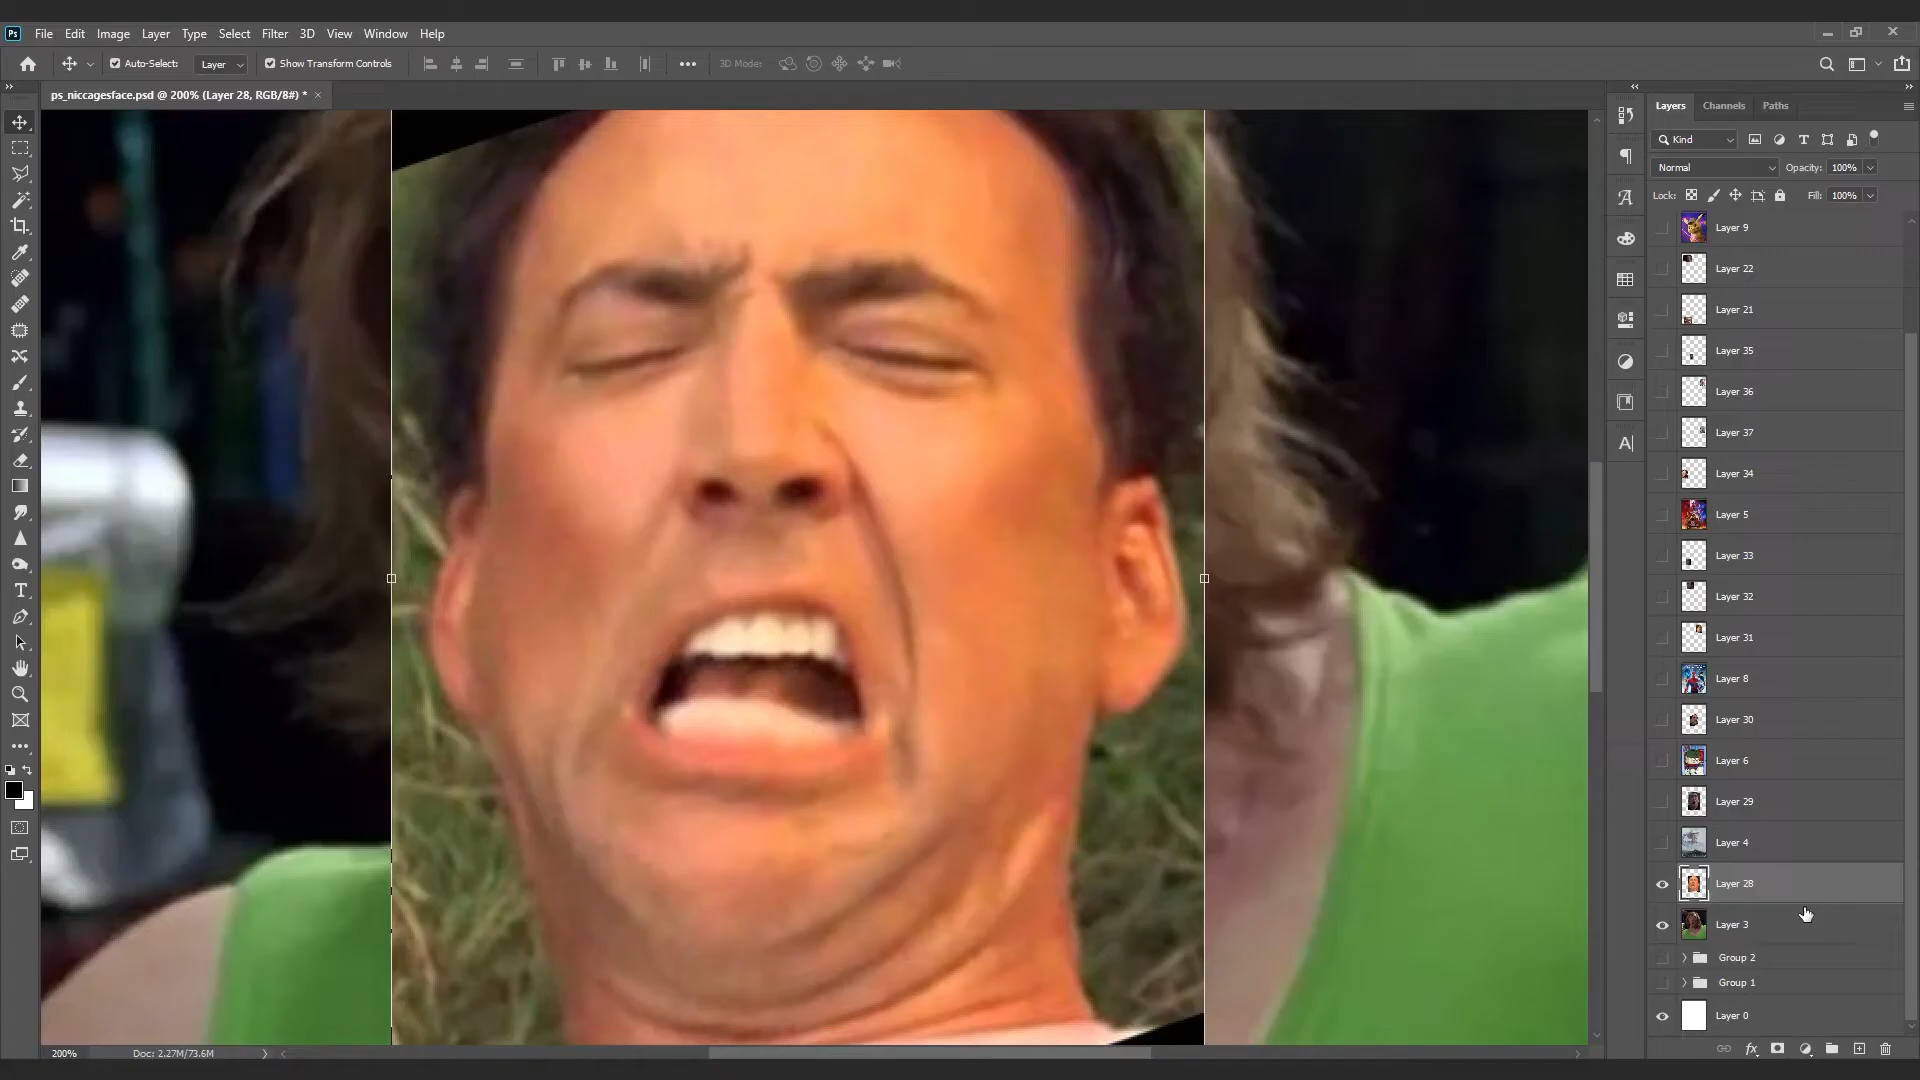 Ps File Edit Image Layer Type Select Filter 3D View Window Help
Auto-Select: Layer Show Transform Controls 3D Mode:
ps_niccagesface.psd @ 200% (Layer 28, RGB/8#) *
Layers Channels Paths
Kind
Normal Opacity: 100%
Lock: Fill: 100%
Layer 9
Layer 22
Layer 21
Layer 35
Layer 36
Layer 37
Layer 34
Layer 5
Layer 33
Layer 32
Layer 31
Layer 8
Layer 30
Layer 6
Layer 29
Layer 4
Layer 28
Layer 3
Group 2
Group 1
Layer 0
200% Doc: 2.27M/73.6M